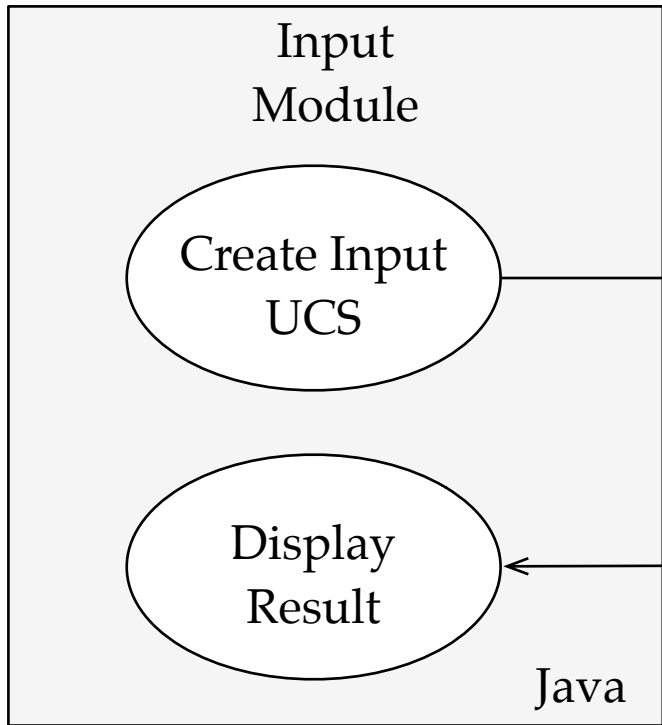 Input
Module
Create Input
UCS
Display
Result
Java